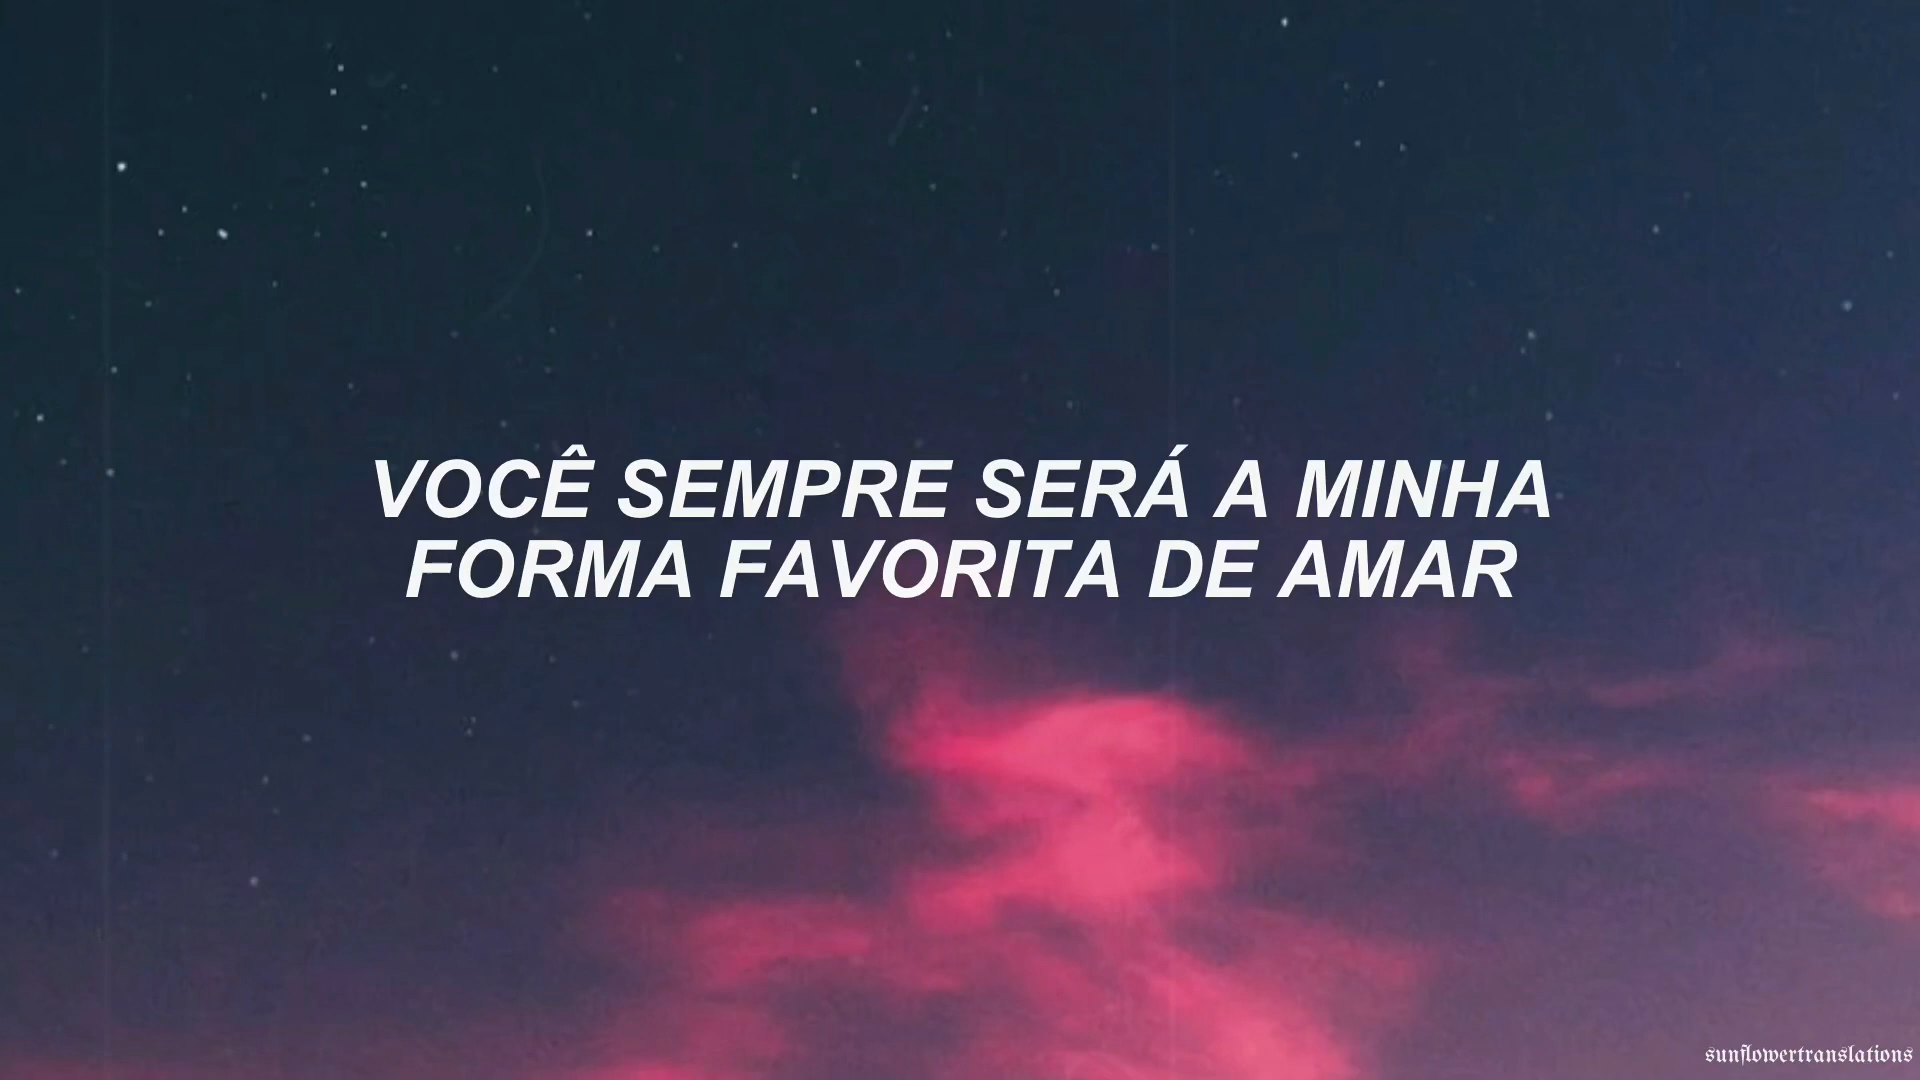 VOCÊ SEMPRE SERÁ A MINHA
FORMA FAVORITA DE AMAR
sunflowertranslations